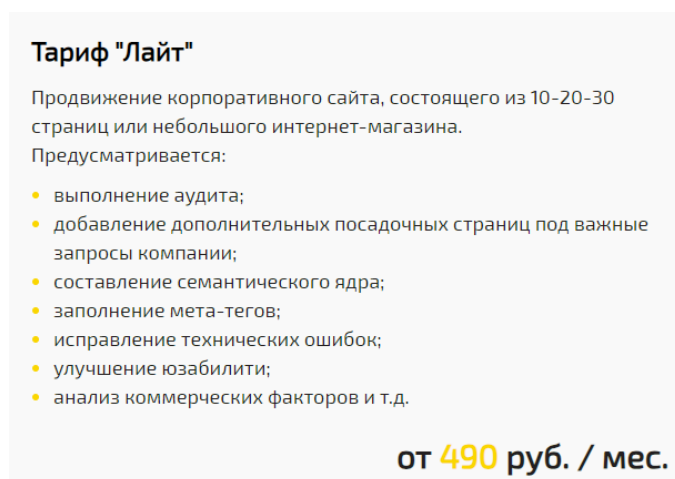 Тариф "Лайт"
Продвижение корпоративного сайта, состоящего из 10-20-30
страниц или небольшого интернет-магазина.
Предусматривается:
• выполнение аудита;
• добавление дополнительных посадочных страниц под важные
запросы компании;
• составление семантического ядра;
• заполнение мета-тегов;
• исправление технических ошибок;
• улучшение юзабилити;
• анализ коммерческих факторов и т.д.
от 490 руб. / мес.